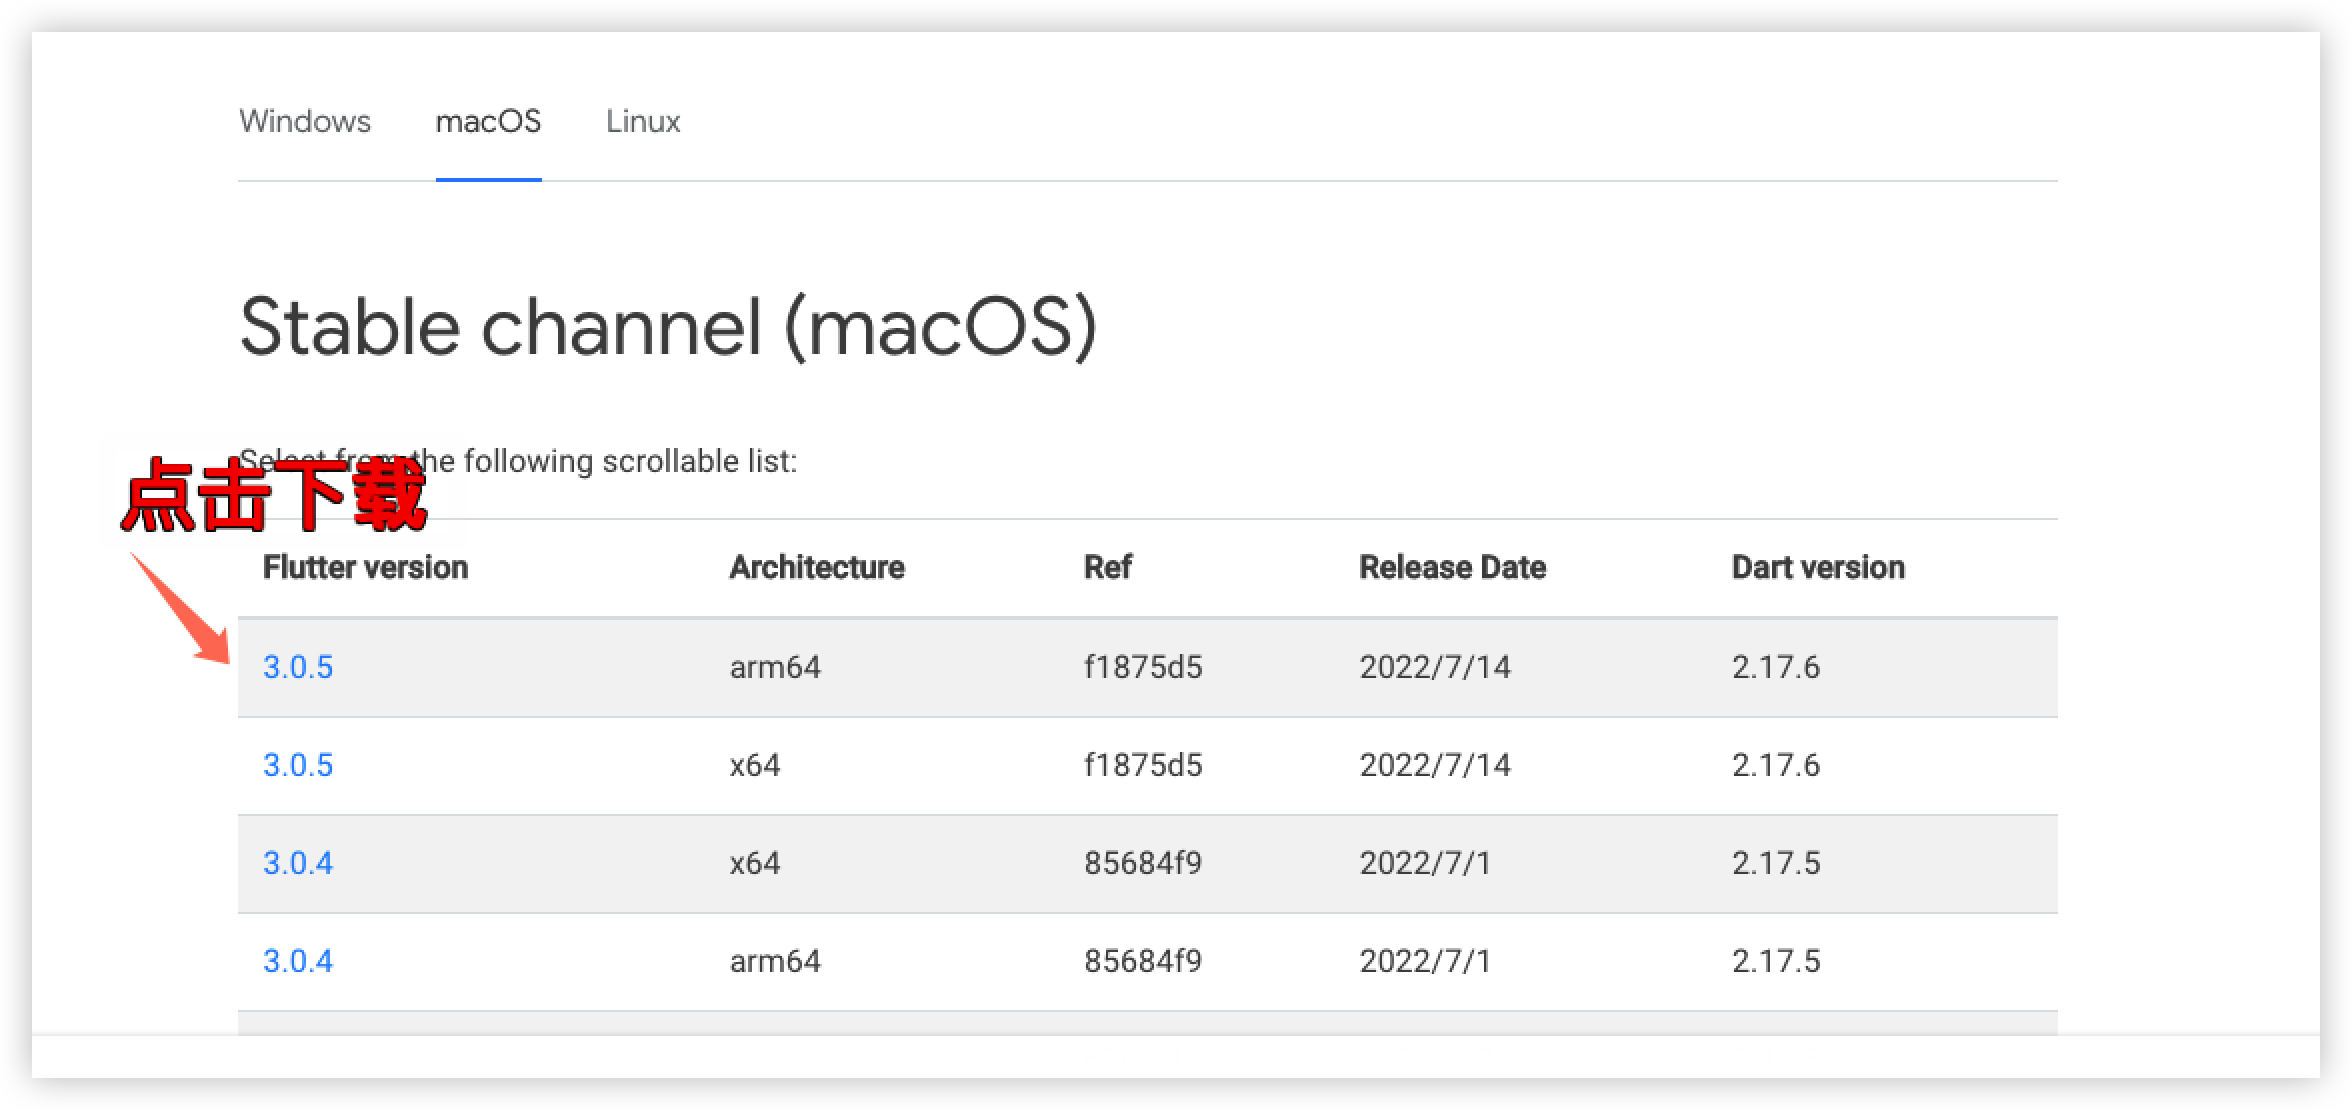 Windows macOS Linux
Stable channel (macOS)
Select from the following scrollable list:
点击下载
Flutter version Architecture Ref Release Date Dart version
3.0.5 arm64 f1875d5 2022/7/14 2.17.6
3.0.5 x64 f1875d5 2022/7/14 2.17.6
3.0.4 x64 85684f9 2022/7/1 2.17.5
3.0.4 arm64 85684f9 2022/7/1 2.17.5